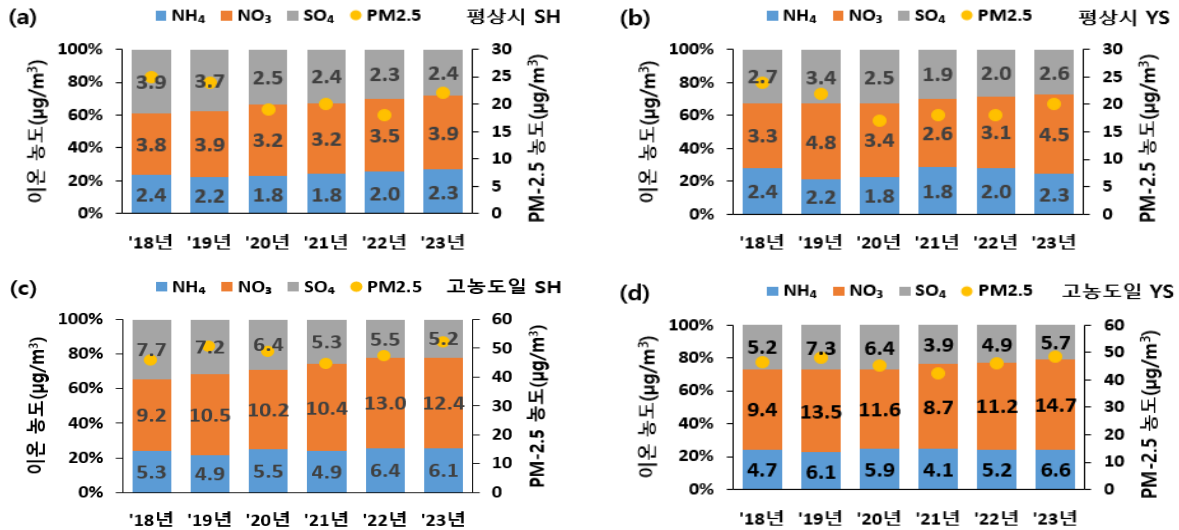 (a) NH₄ NO₃ SO₄ PM2.5 평상시 SH
이온 농도(μg/m³)
100%
80%
60%
40%
20%
0%
3.9 3.7 2.5 2.4 2.3 2.4
3.8 3.9 3.2 3.2 3.5 3.9
2.4 2.2 1.8 1.8 2.0 2.3
30
25
20
15
10
5
0
PM-2.5 농도(μg/m³)
'18년 '19년 '20년 '21년 '22년 '23년
(b) NH₄ NO₃ SO₄ PM2.5 평상시 YS
이온 농도(μg/m³)
100%
80%
60%
40%
20%
0%
2.7 3.4 2.5 1.9 2.0 2.6
3.3 4.8 3.4 2.6 3.1 4.5
2.4 2.2 1.8 1.8 2.0 2.3
30
25
20
15
10
5
0
PM-2.5 농도(μg/m³)
'18년 '19년 '20년 '21년 '22년 '23년
(c) NH₄ NO₃ SO₄ PM2.5 고농도일 SH
이온 농도(μg/m³)
100%
80%
60%
40%
20%
0%
7.7 7.2 6.4 5.3 5.5 5.2
9.2 10.5 10.2 10.4 13.0 12.4
5.3 4.9 5.5 4.9 6.4 6.1
60
50
40
30
20
10
0
PM-2.5 농도(μg/m³)
'18년 '19년 '20년 '21년 '22년 '23년
(d) NH₄ NO₃ SO₄ PM2.5 고농도일 YS
이온 농도(μg/m³)
100%
80%
60%
40%
20%
0%
5.2 7.3 6.4 3.9 4.9 5.7
9.4 13.5 11.6 8.7 11.2 14.7
4.7 6.1 5.9 4.1 5.2 6.6
60
50
40
30
20
10
0
PM-2.5 농도(μg/m³)
'18년 '19년 '20년 '21년 '22년 '23년